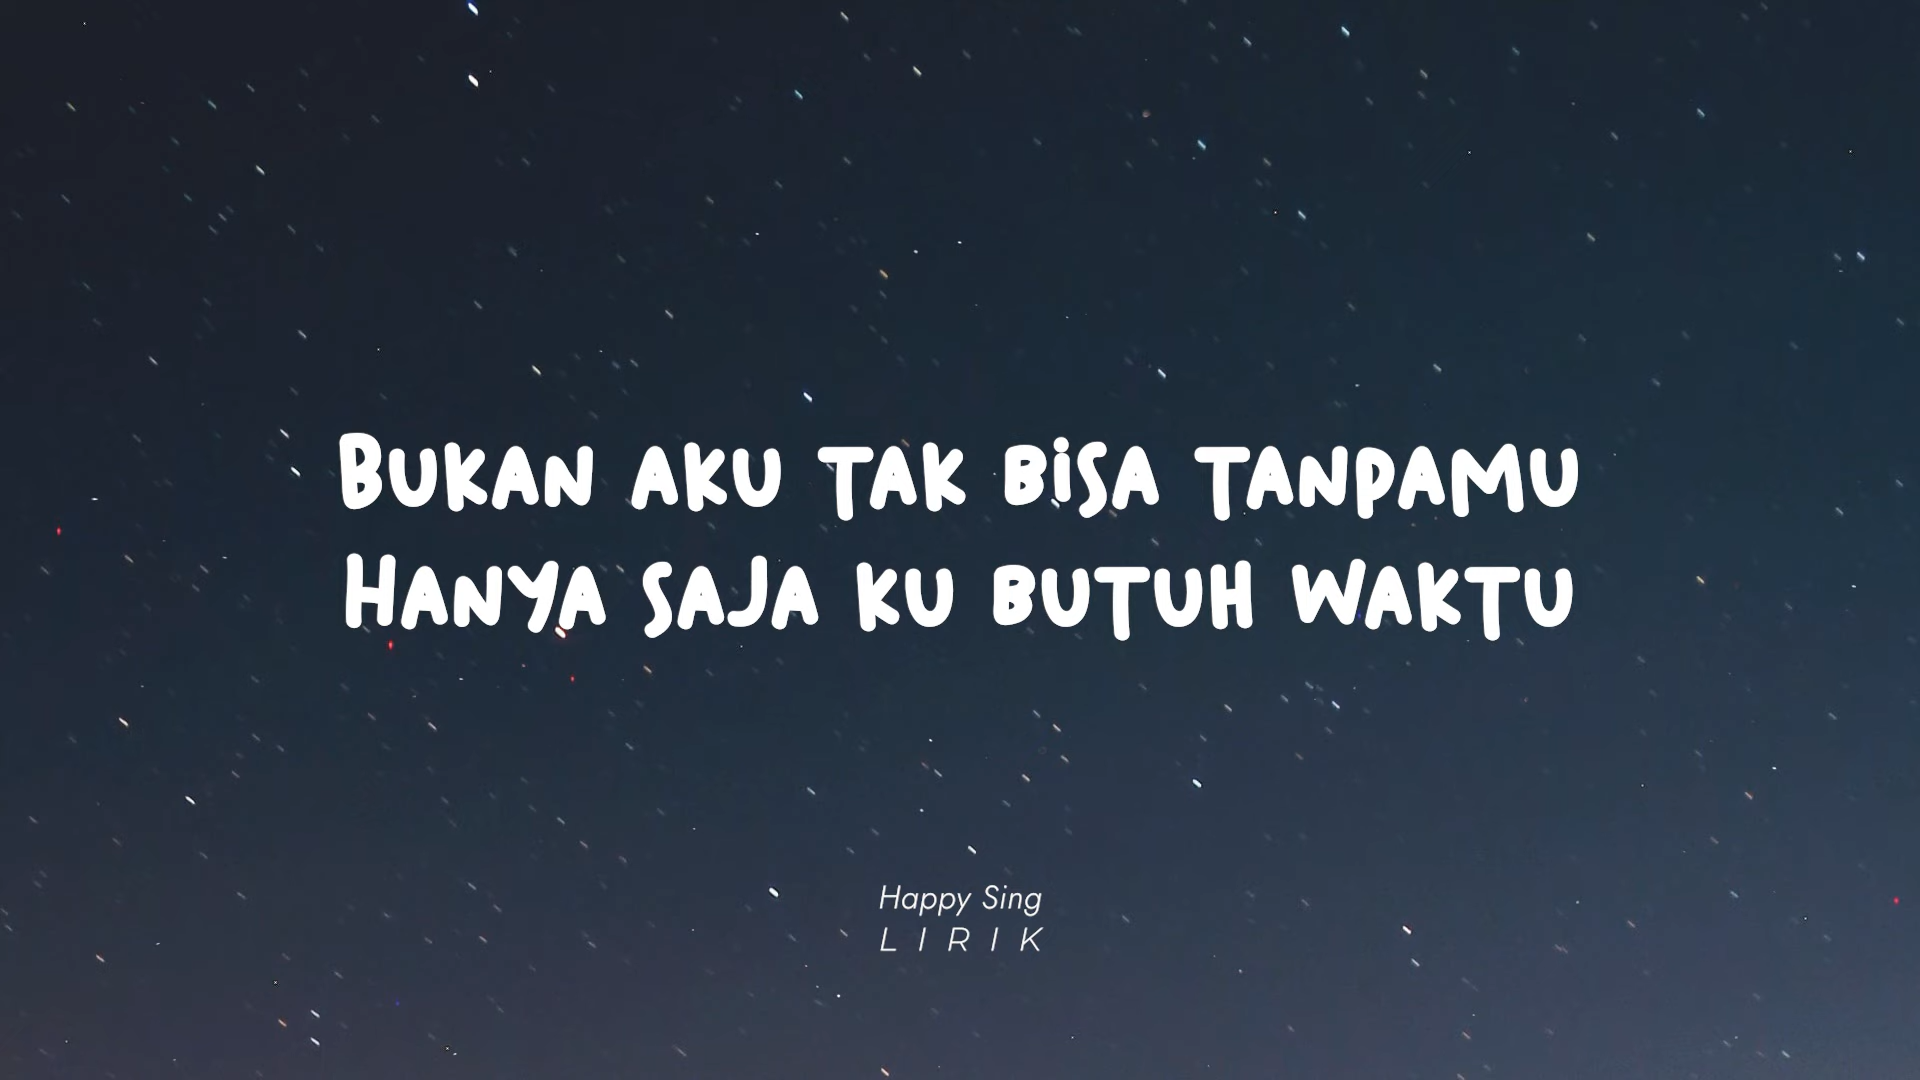 Bukan aku tak bisa tanpamu
Hanya saja ku butuh waktu
Happy Sing
LIRIK